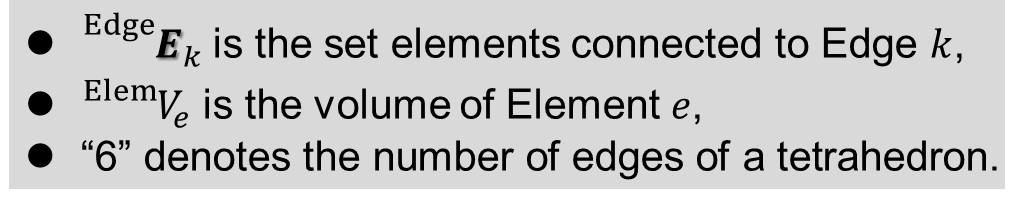 ● ᴱᵈᵍᵉ𝑬ₖ is the set elements connected to Edge 𝑘,
● ᴱˡᵉᵐ𝑉ₑ is the volume of Element 𝑒,
● “6” denotes the number of edges of a tetrahedron.